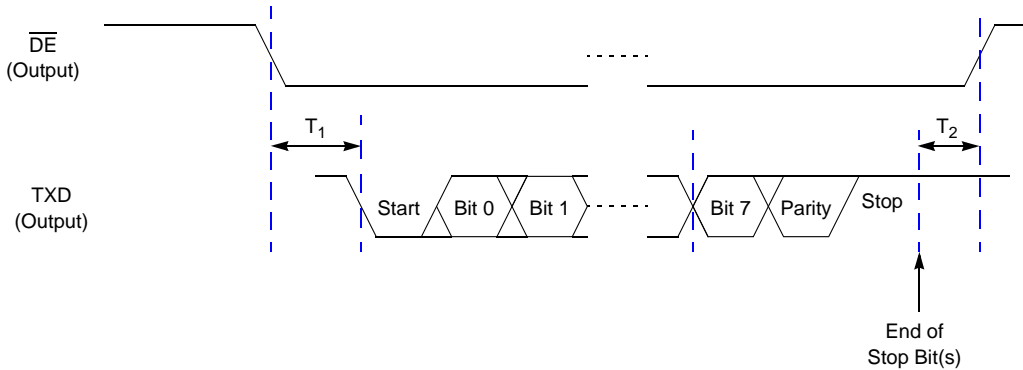 DE
(Output)
T1
T2
TXD
(Output)
Start
Bit 0
Bit 1
Bit 7
Parity
Stop
End of
Stop Bit(s)